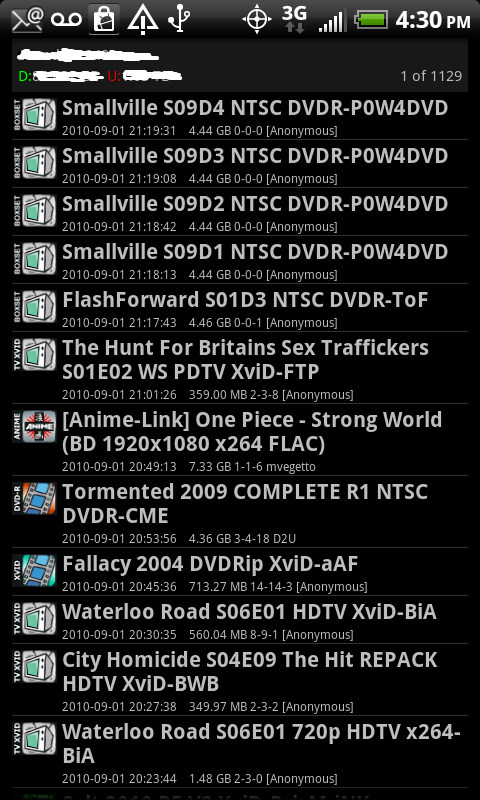 3G
4:30 PM
D:
U:
1 of 1129
BOXSET
Smallville S09D4 NTSC DVDR-P0W4DVD
2010-09-01 21:19:31 4.44 GB 0-0-0 [Anonymous]
BOXSET
Smallville S09D3 NTSC DVDR-P0W4DVD
2010-09-01 21:19:08 4.44 GB 0-0-0 [Anonymous]
BOXSET
Smallville S09D2 NTSC DVDR-P0W4DVD
2010-09-01 21:18:42 4.44 GB 0-0-0 [Anonymous]
BOXSET
Smallville S09D1 NTSC DVDR-P0W4DVD
2010-09-01 21:18:13 4.44 GB 0-0-0 [Anonymous]
BOXSET
FlashForward S01D3 NTSC DVDR-ToF
2010-09-01 21:17:43 4.46 GB 0-0-1 [Anonymous]
TV XVID
The Hunt For Britains Sex Traffickers
S01E02 WS PDTV XviD-FTP
2010-09-01 21:01:26 359.00 MB 2-3-8 [Anonymous]
ANIME
ANIME
[Anime-Link] One Piece - Strong World
(BD 1920x1080 x264 FLAC)
2010-09-01 20:49:13 7.33 GB 1-1-6 mvegetto
DVD-R
Tormented 2009 COMPLETE R1 NTSC
DVDR-CME
2010-09-01 20:53:56 4.36 GB 3-4-18 D2U
XVID
Fallacy 2004 DVDRip XviD-aAF
2010-09-01 20:45:36 713.27 MB 14-14-3 [Anonymous]
TV XVID
Waterloo Road S06E01 HDTV XviD-BiA
2010-09-01 20:30:35 560.04 MB 8-9-1 [Anonymous]
TV XVID
City Homicide S04E09 The Hit REPACK
HDTV XviD-BWB
2010-09-01 20:27:38 349.97 MB 2-3-2 [Anonymous]
TV XVID
Waterloo Road S06E01 720p HDTV x264-
BiA
2010-09-01 20:23:44 1.48 GB 2-3-0 [Anonymous]